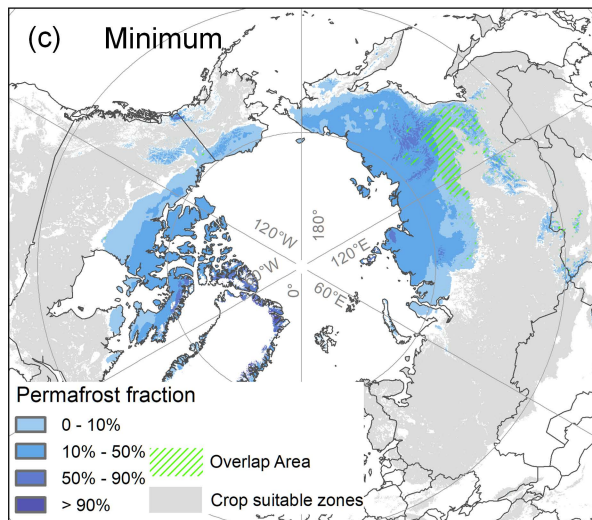 (c) Minimum
120°W
180°
120°E
0°
60°E
Permafrost fraction
0 - 10%
10% - 50%
50% - 90%
> 90%
Overlap Area
Crop suitable zones